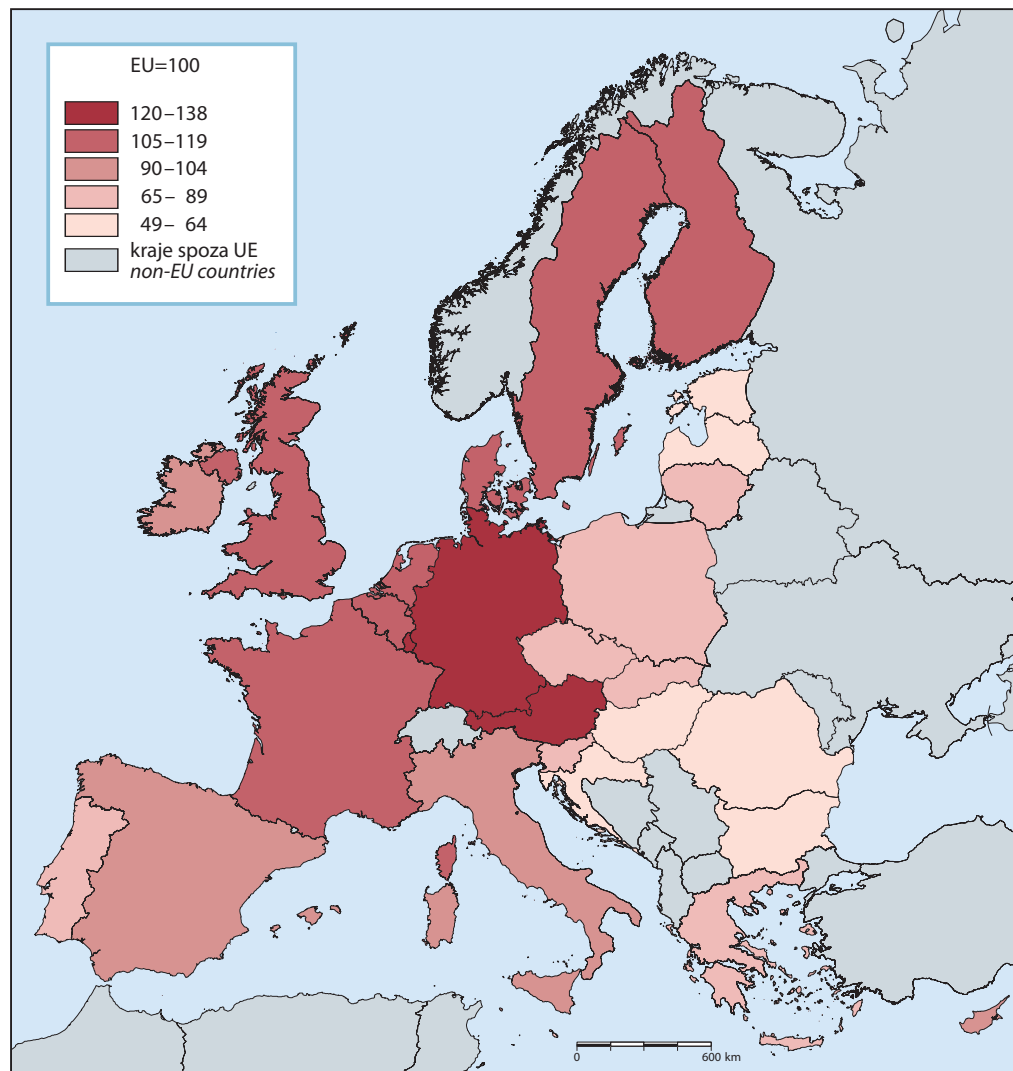 EU=100
120–138
105–119
90–104
65– 89
49– 64
kraje spoza UE
non-EU countries
0 600 km